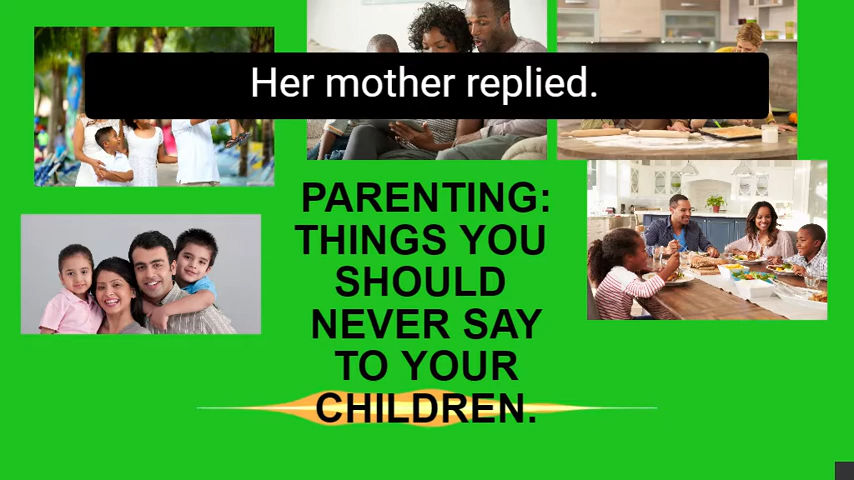 Her mother replied.
PARENTING:
THINGS YOU
SHOULD
NEVER SAY
TO YOUR
CHILDREN.